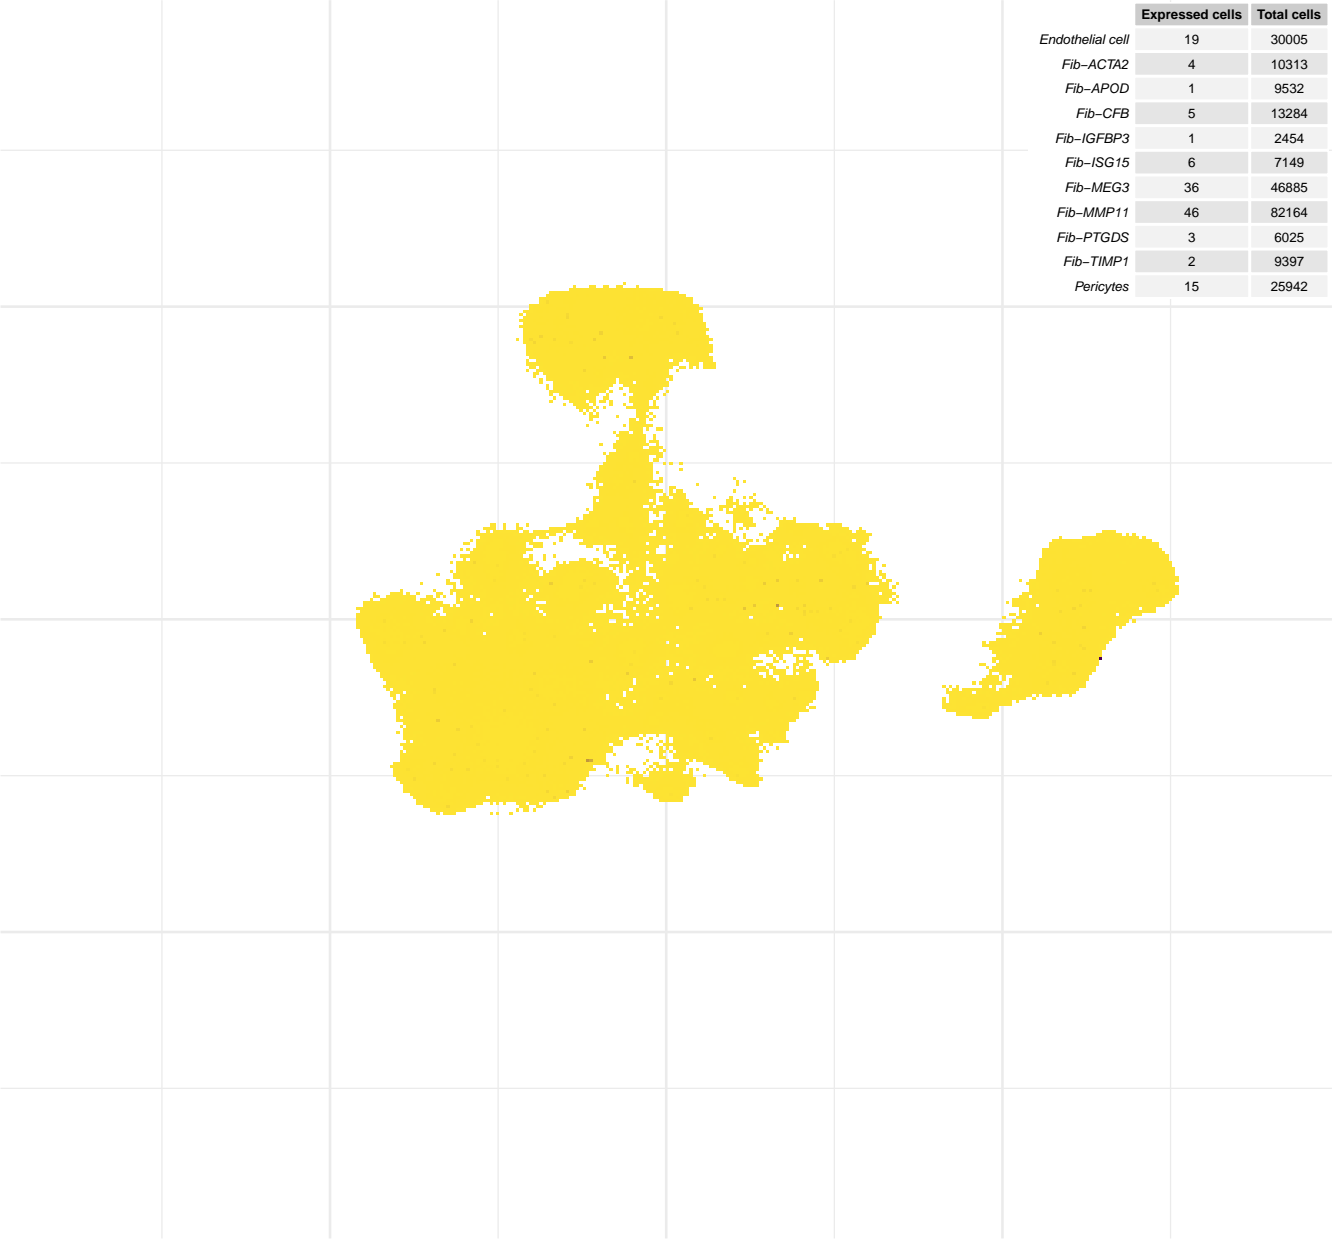 Expressed cells Total cells
Endothelial cell 19 30005
Fib−ACTA2 4 10313
Fib−APOD 1 9532
Fib−CFB 5 13284
Fib−IGFBP3 1 2454
Fib−ISG15 6 7149
Fib−MEG3 36 46885
Fib−MMP11 46 82164
Fib−PTGDS 3 6025
Fib−TIMP1 2 9397
Pericytes 15 25942